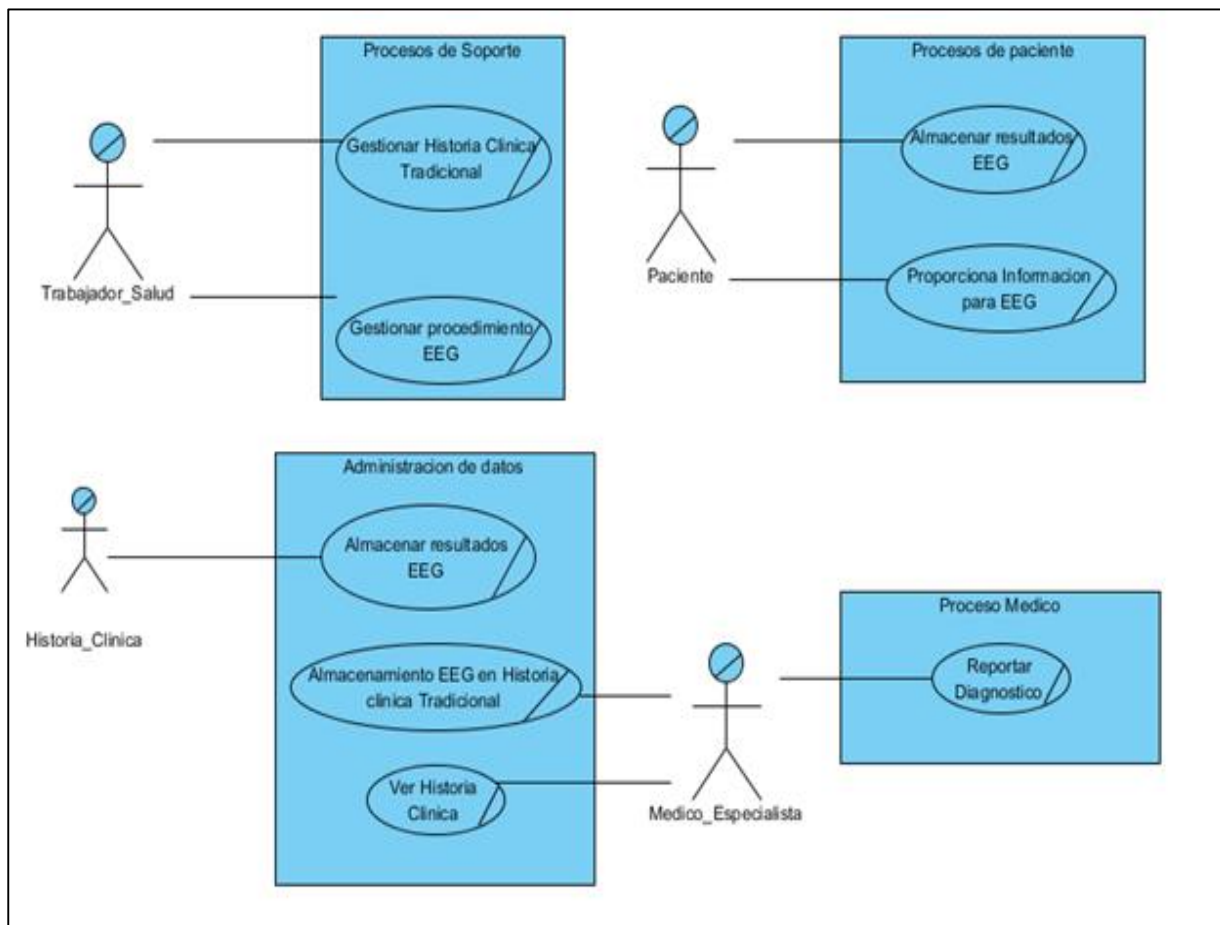 Procesos de Soporte
Gestionar Historia Clinica
Tradicional
Trabajador_Salud
Gestionar procedimiento
EEG
Procesos de paciente
Almacenar resultados
EEG
Paciente
Proporciona Informacion
para EEG
Administracion de datos
Almacenar resultados
EEG
Historia_Clinica
Almacenamiento EEG en Historia
clinica Tradicional
Ver Historia
Clinica
Medico_Especialista
Proceso Medico
Reportar
Diagnostico